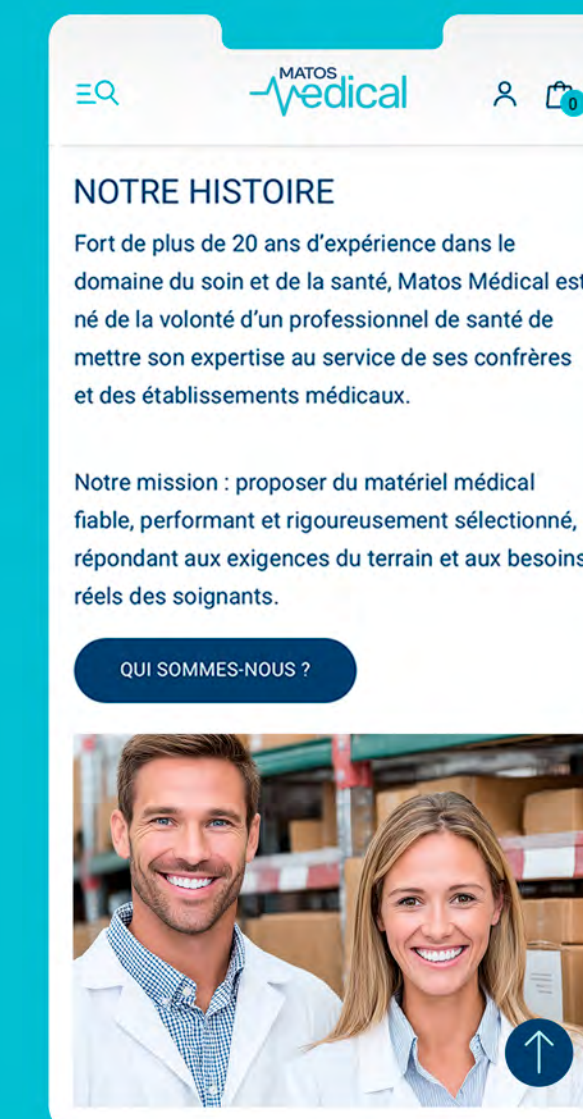 MATOS
Medical
0
NOTRE HISTOIRE
Fort de plus de 20 ans d’expérience dans le
domaine du soin et de la santé, Matos Médical est
né de la volonté d’un professionnel de santé de
mettre son expertise au service de ses confrères
et des établissements médicaux.
Notre mission : proposer du matériel médical
fiable, performant et rigoureusement sélectionné,
répondant aux exigences du terrain et aux besoins
réels des soignants.
QUI SOMMES-NOUS ?